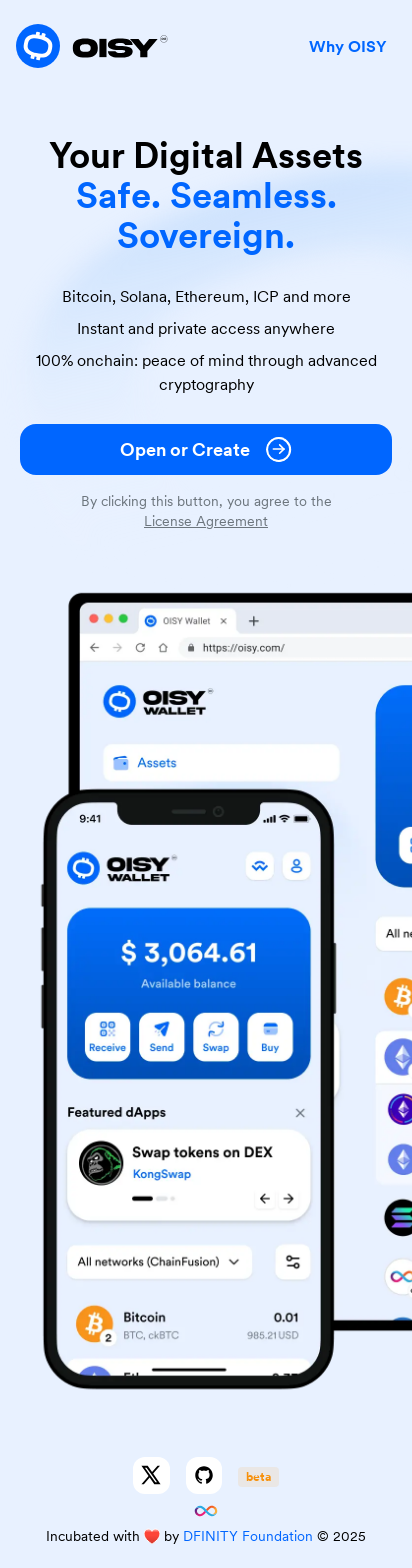 OISY
Why OISY
Your Digital Assets
Safe. Seamless.
Sovereign.
Bitcoin, Solana, Ethereum, ICP and more
Instant and private access anywhere
100% onchain: peace of mind through advanced
cryptography
Open or Create
By clicking this button, you agree to the
License Agreement
OISY Wallet
https://oisy.com/
OISY
WALLET
Assets
All ne
9:41
OISY
WALLET
$ 3,064.61
Available balance
Receive Send Swap Buy
Featured dApps
Swap tokens on DEX
KongSwap
All networks (ChainFusion)
Bitcoin 0.01
2
BTC, ckBTC 985.21 USD
beta
Incubated with ❤️ by DFINITY Foundation © 2025